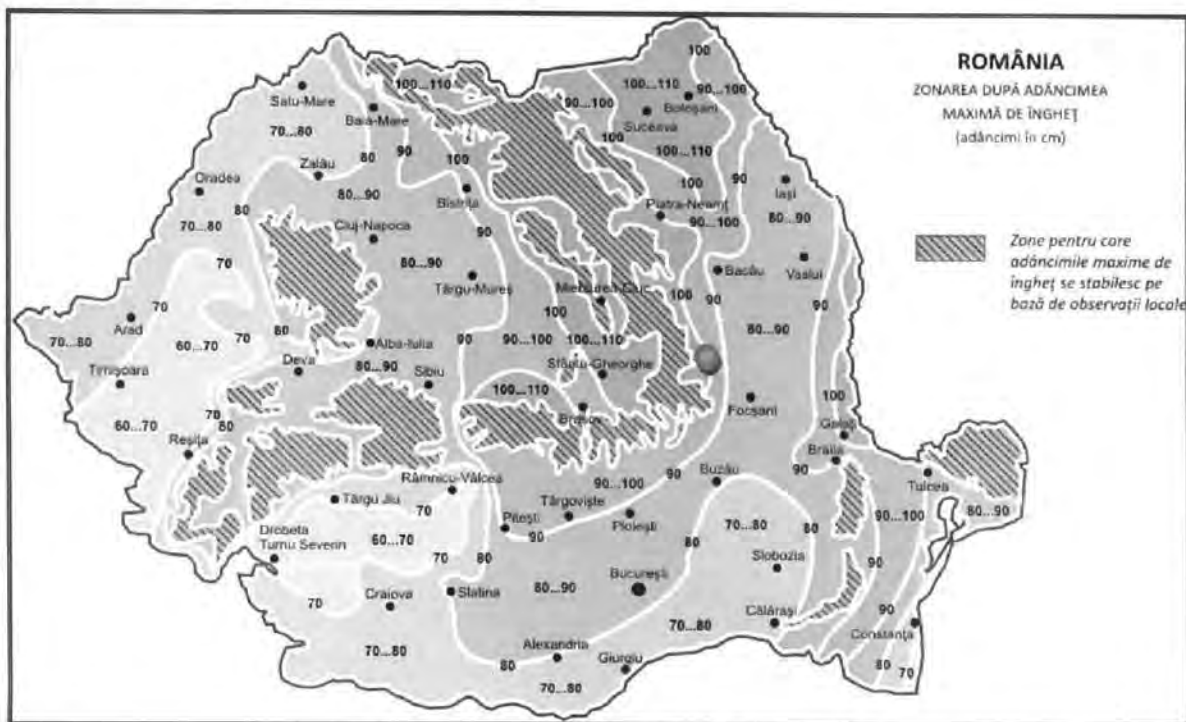 ROMÂNIA
ZONAREA DUPĂ ADÂNCIMEA
MAXIMĂ DE ÎNGHEȚ
(adâncimi în cm)
Zone pentru care
adâncimile maxime de
îngheț se stabilesc pe
bază de observații locale
100
100...110
100...110
90...100
90...100
Satu-Mare
Baia-Mare
Botoșani
Suceava
70...80
80
90
100
100
100
100...110
Zalău
Oradea
80...90
Bistrița
100
90
Iași
80
Piatra-Neamț
80...90
70...80
Cluj-Napoca
90
90...100
70
80...90
Târgu-Mureș
Bacău
Vaslui
Miercurea Ciuc
100
90
90
70
100
Arad
70
80
90
90...100
100...110
80...90
70...80
60...70
Alba-Iulia
Deva
80...90
Sfântu-Gheorghe
Timișoara
Sibiu
100...110
60...70
70
80
Brașov
Focșani
100
Reșița
Galați
Brăila
90
90
Râmnicu-Vâlcea
90...100
Buzău
Tulcea
Târgu Jiu
70
Târgoviște
Pitești
Ploiești
70...80
80
90...100
80...90
Drobeta
Turnu Severin
60...70
90
70
80
80
Slobozia
90
București
70
Craiova
Slatina
80...90
Călărași
90
Constanța
70...80
Alexandria
70...80
80
Giurgiu
80
70
70...80